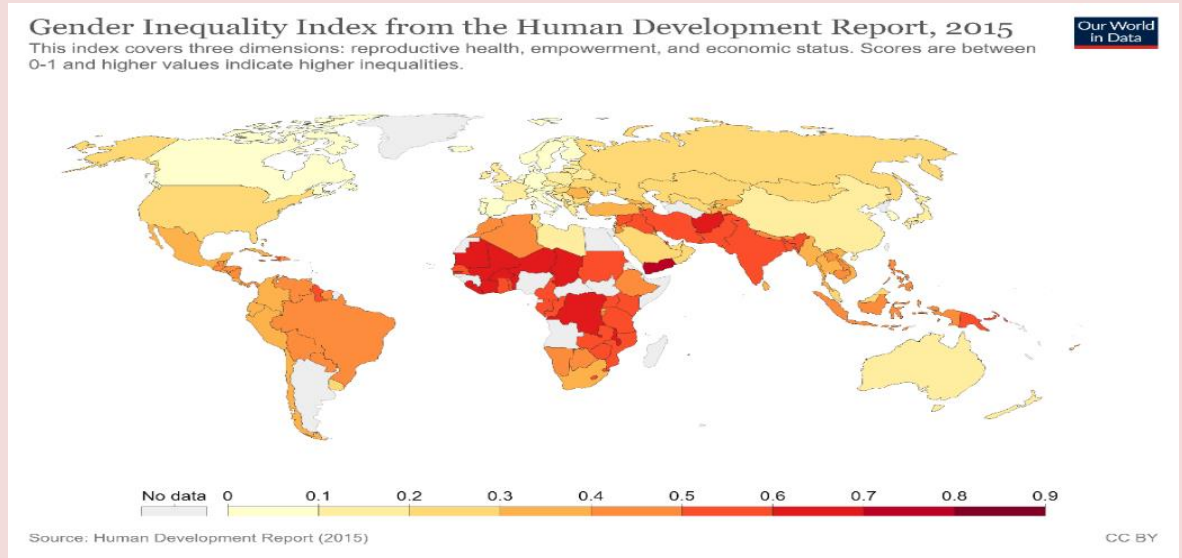 Gender Inequality Index from the Human Development Report, 2015
Our World
in Data
This index covers three dimensions: reproductive health, empowerment, and economic status. Scores are between
0-1 and higher values indicate higher inequalities.
No data 0 0.1 0.2 0.3 0.4 0.5 0.6 0.7 0.8 0.9
Source: Human Development Report (2015)
CC BY